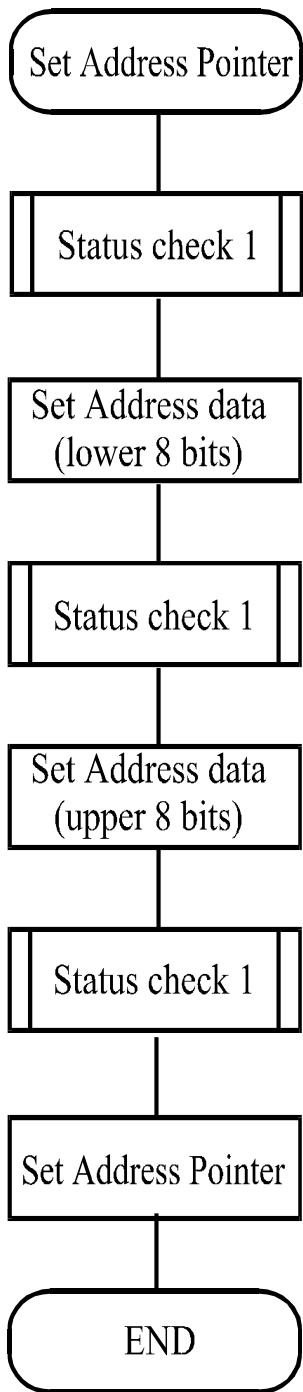 Set Address Pointer
Status check 1
Set Address data
(lower 8 bits)
Status check 1
Set Address data
(upper 8 bits)
Status check 1
Set Address Pointer
END